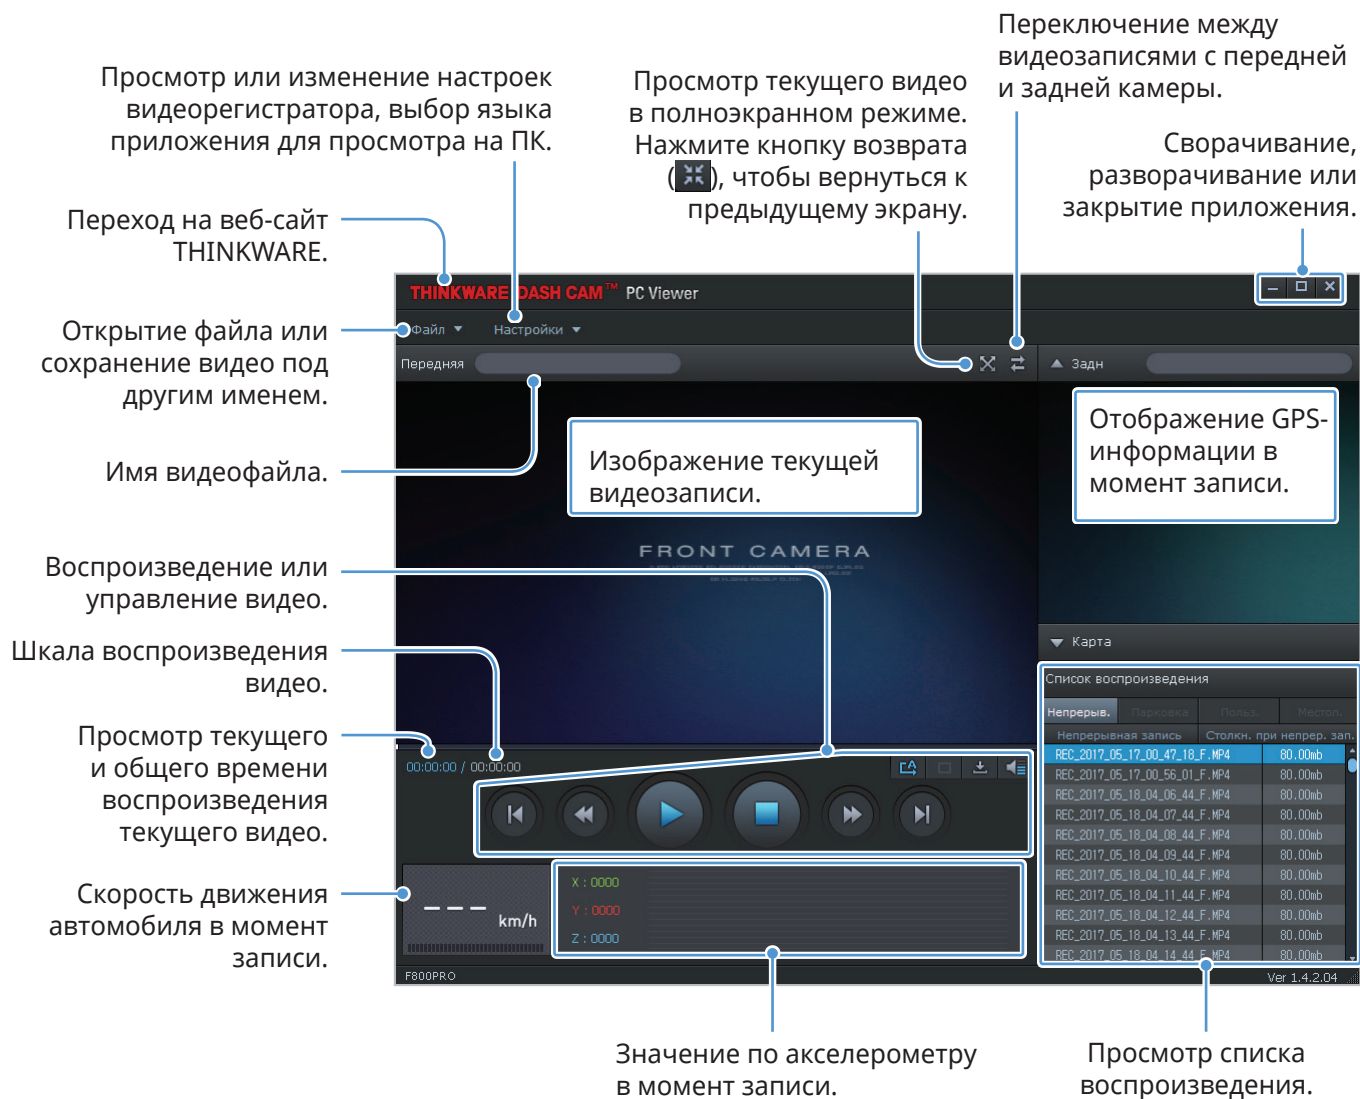 Переключение между
видеозаписями с передней
и задней камеры.
Просмотр или изменение настроек
видеорегистратора, выбор языка
приложения для просмотра на ПК.
Просмотр текущего видео
в полноэкранном режиме.
Нажмите кнопку возврата
( ), чтобы вернуться к
предыдущему экрану.
Сворачивание,
разворачивание или
закрытие приложения.
Переход на веб-сайт
THINKWARE.
THINKWARE DASH CAM™ PC Viewer
Открытие файла или
сохранение видео под
другим именем.
Файл Настройки
Передняя
Задн
Имя видеофайла.
Изображение текущей
видеозаписи.
Отображение GPS-
информации в
момент записи.
FRONT CAMERA
Воспроизведение или
управление видео.
Шкала воспроизведения
видео.
Карта
Список воспроизведения
Непрерыв. Парковка Польз. Местоп.
Непрерывная запись Столкн. при непрер. зап.
Просмотр текущего
и общего времени
воспроизведения
текущего видео.
00:00:00 / 00:00:00
REC_2017_05_17_00_47_18_F.MP4 80.00mb
REC_2017_05_17_00_56_01_F.MP4 80.00mb
REC_2017_05_18_04_06_44_F.MP4 80.00mb
REC_2017_05_18_04_07_44_F.MP4 80.00mb
REC_2017_05_18_04_08_44_F.MP4 80.00mb
REC_2017_05_18_04_09_44_F.MP4 80.00mb
REC_2017_05_18_04_10_44_F.MP4 80.00mb
REC_2017_05_18_04_11_44_F.MP4 80.00mb
REC_2017_05_18_04_12_44_F.MP4 80.00mb
REC_2017_05_18_04_13_44_F.MP4 80.00mb
REC_2017_05_18_04_14_44_F.MP4 80.00mb
Скорость движения
автомобиля в момент
записи.
--- km/h
X : 0000
Y : 0000
Z : 0000
F800PRO
Ver 1.4.2.04
Значение по акселерометру
в момент записи.
Просмотр списка
воспроизведения.